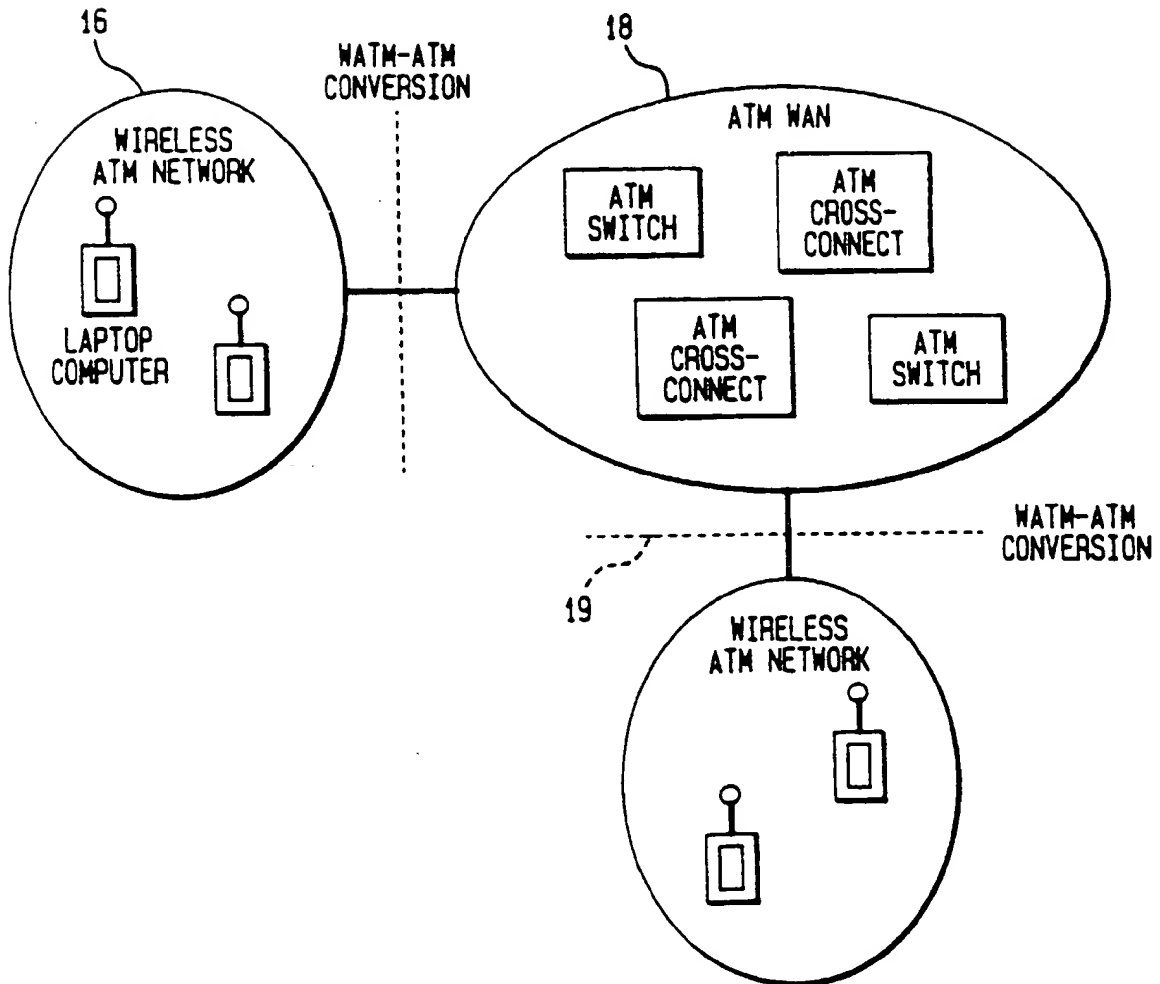 16
WATM-ATM
CONVERSION
18
WIRELESS
ATM NETWORK
LAPTOP
COMPUTER
ATM WAN
ATM
SWITCH
ATM
CROSS-
CONNECT
ATM
CROSS-
CONNECT
ATM
SWITCH
WATM-ATM
CONVERSION
19
WIRELESS
ATM NETWORK